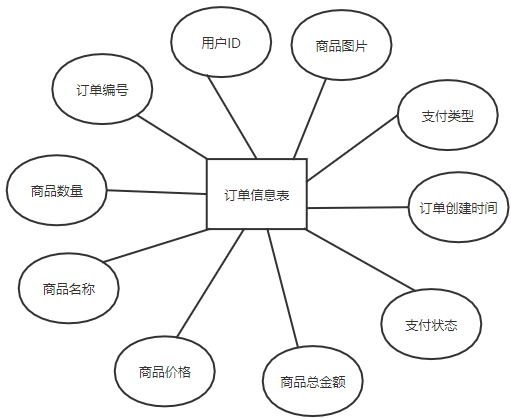 用户ID
商品图片
订单编号
支付类型
商品数量
订单信息表
订单创建时间
商品名称
支付状态
商品价格
商品总金额